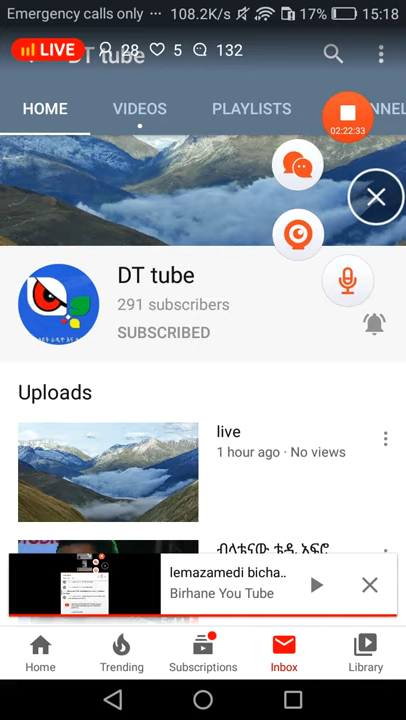 Emergency calls only ··· 108.2K/s 17% 15:18
LIVE 28 5 132
DT tube
HOME VIDEOS PLAYLISTS NNEL
02:22:33
DT tube
291 subscribers
SUBSCRIBED
Uploads
live
1 hour ago · No views
lemazamedi bicha..
Birhane You Tube
Home Trending Subscriptions Inbox Library